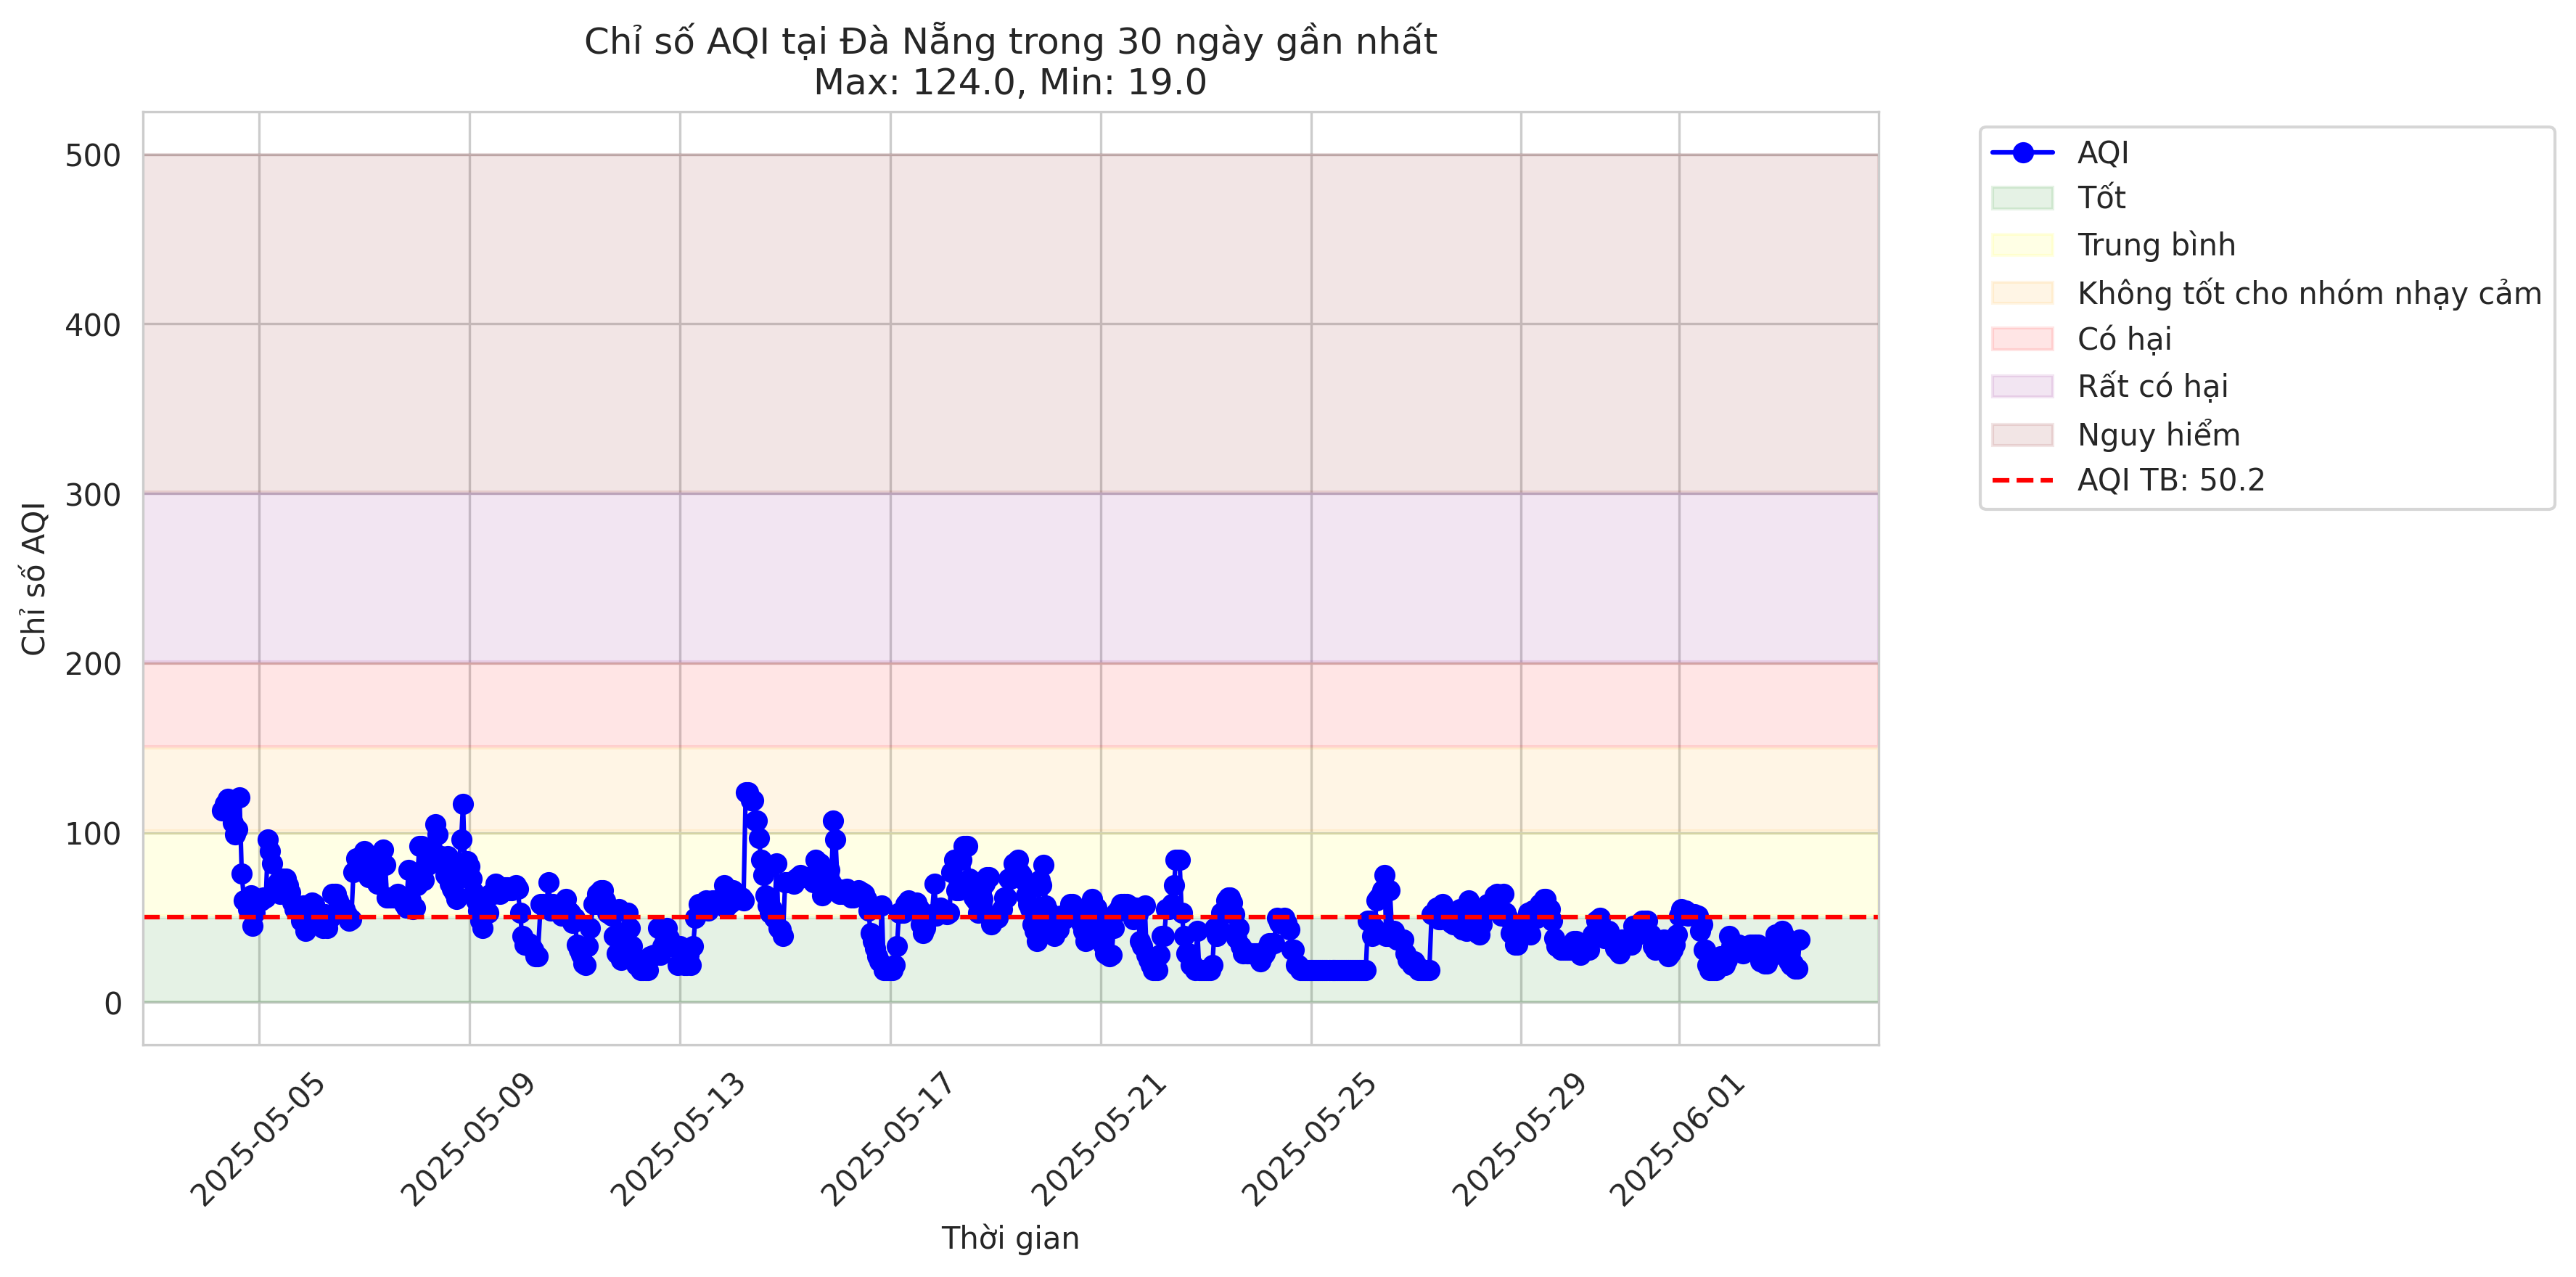 Chỉ số AQI tại Đà Nẵng trong 30 ngày gần nhất
Max: 124.0, Min: 19.0
Chỉ số AQI
500
400
300
200
100
0
2025-05-05
2025-05-09
2025-05-13
2025-05-17
2025-05-21
2025-05-25
2025-05-29
2025-06-01
Thời gian
AQI
Tốt
Trung bình
Không tốt cho nhóm nhạy cảm
Có hại
Rất có hại
Nguy hiểm
AQI TB: 50.2